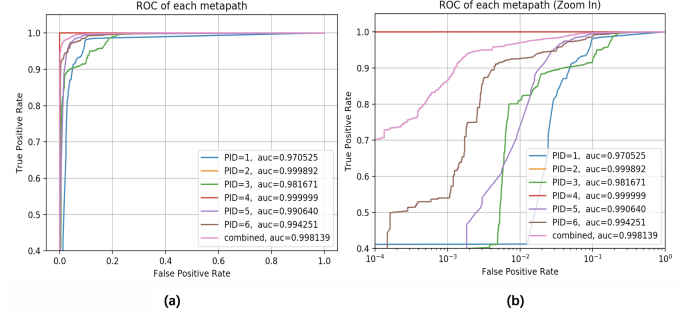 ROC of each metapath
True Positive Rate
1.0
0.9
0.8
0.7
0.6
0.5
0.4
PID=1, auc=0.970525
PID=2, auc=0.999892
PID=3, auc=0.981671
PID=4, auc=0.999999
PID=5, auc=0.990640
PID=6, auc=0.994251
combined, auc=0.998139
0.0 0.2 0.4 0.6 0.8 1.0
False Positive Rate
(a)
ROC of each metapath (Zoom In)
True Positive Rate
1.0
0.9
0.8
0.7
0.6
0.5
0.4
PID=1, auc=0.970525
PID=2, auc=0.999892
PID=3, auc=0.981671
PID=4, auc=0.999999
PID=5, auc=0.990640
PID=6, auc=0.994251
combined, auc=0.998139
10⁻⁴ 10⁻³ 10⁻² 10⁻¹ 10⁰
False Positive Rate
(b)